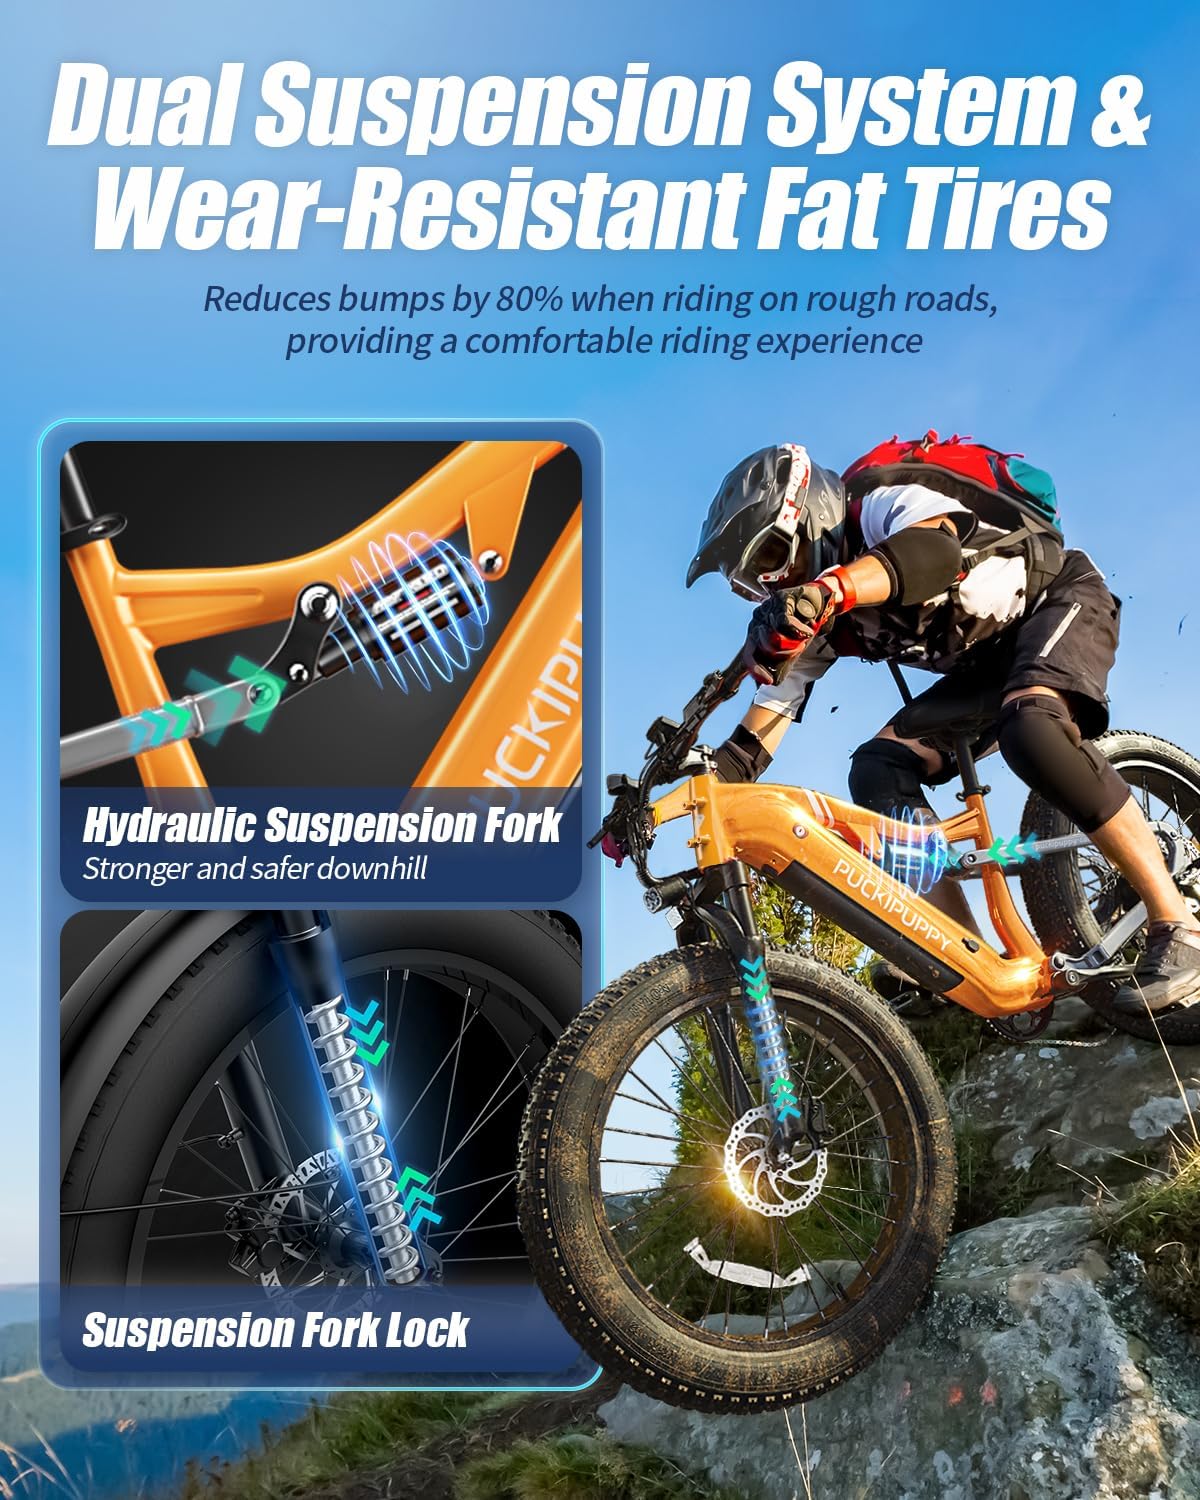 Dual Suspension System &
Wear-Resistant Fat Tires
Reduces bumps by 80% when riding on rough roads,
providing a comfortable riding experience
UCKIPU
Hydraulic Suspension Fork
Stronger and safer downhill
PUCKIPUPPY
Suspension Fork Lock